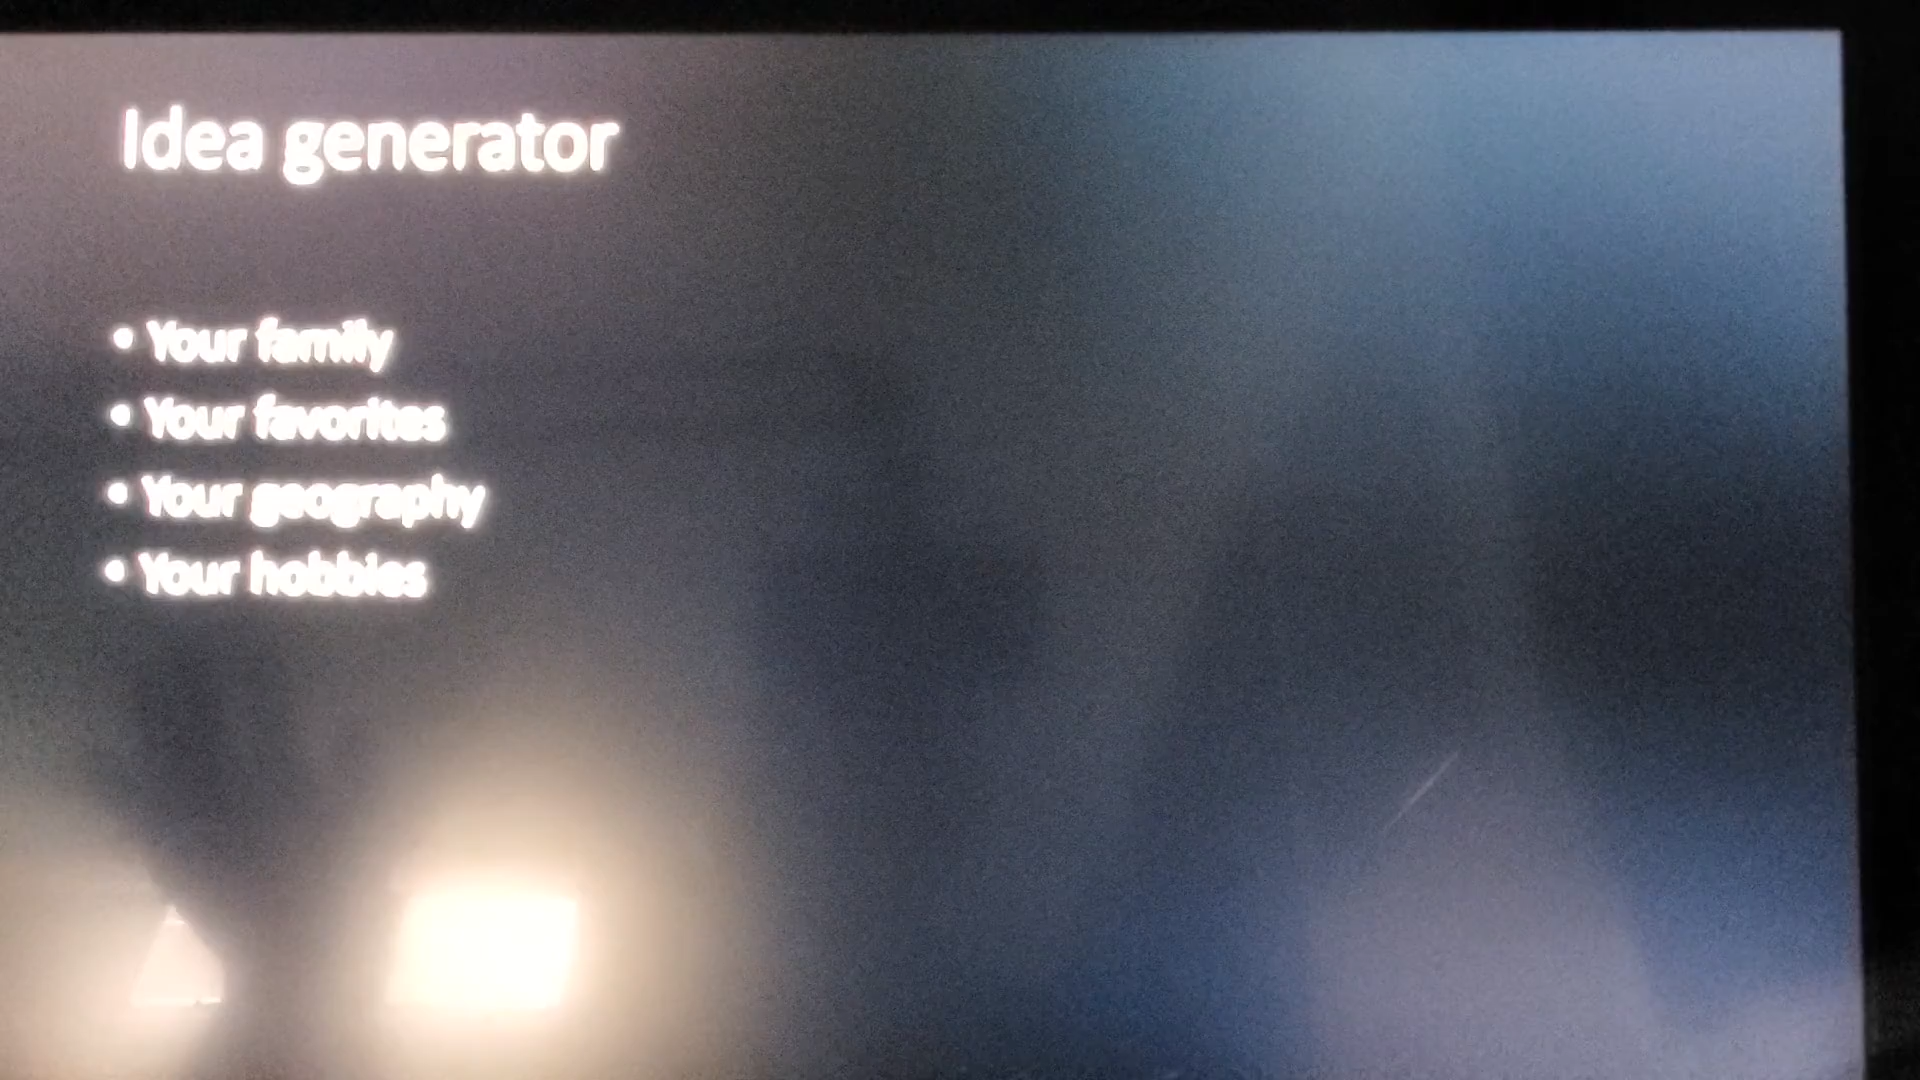 Idea generator
• Your family
• Your favorites
• Your geography
• Your hobbies